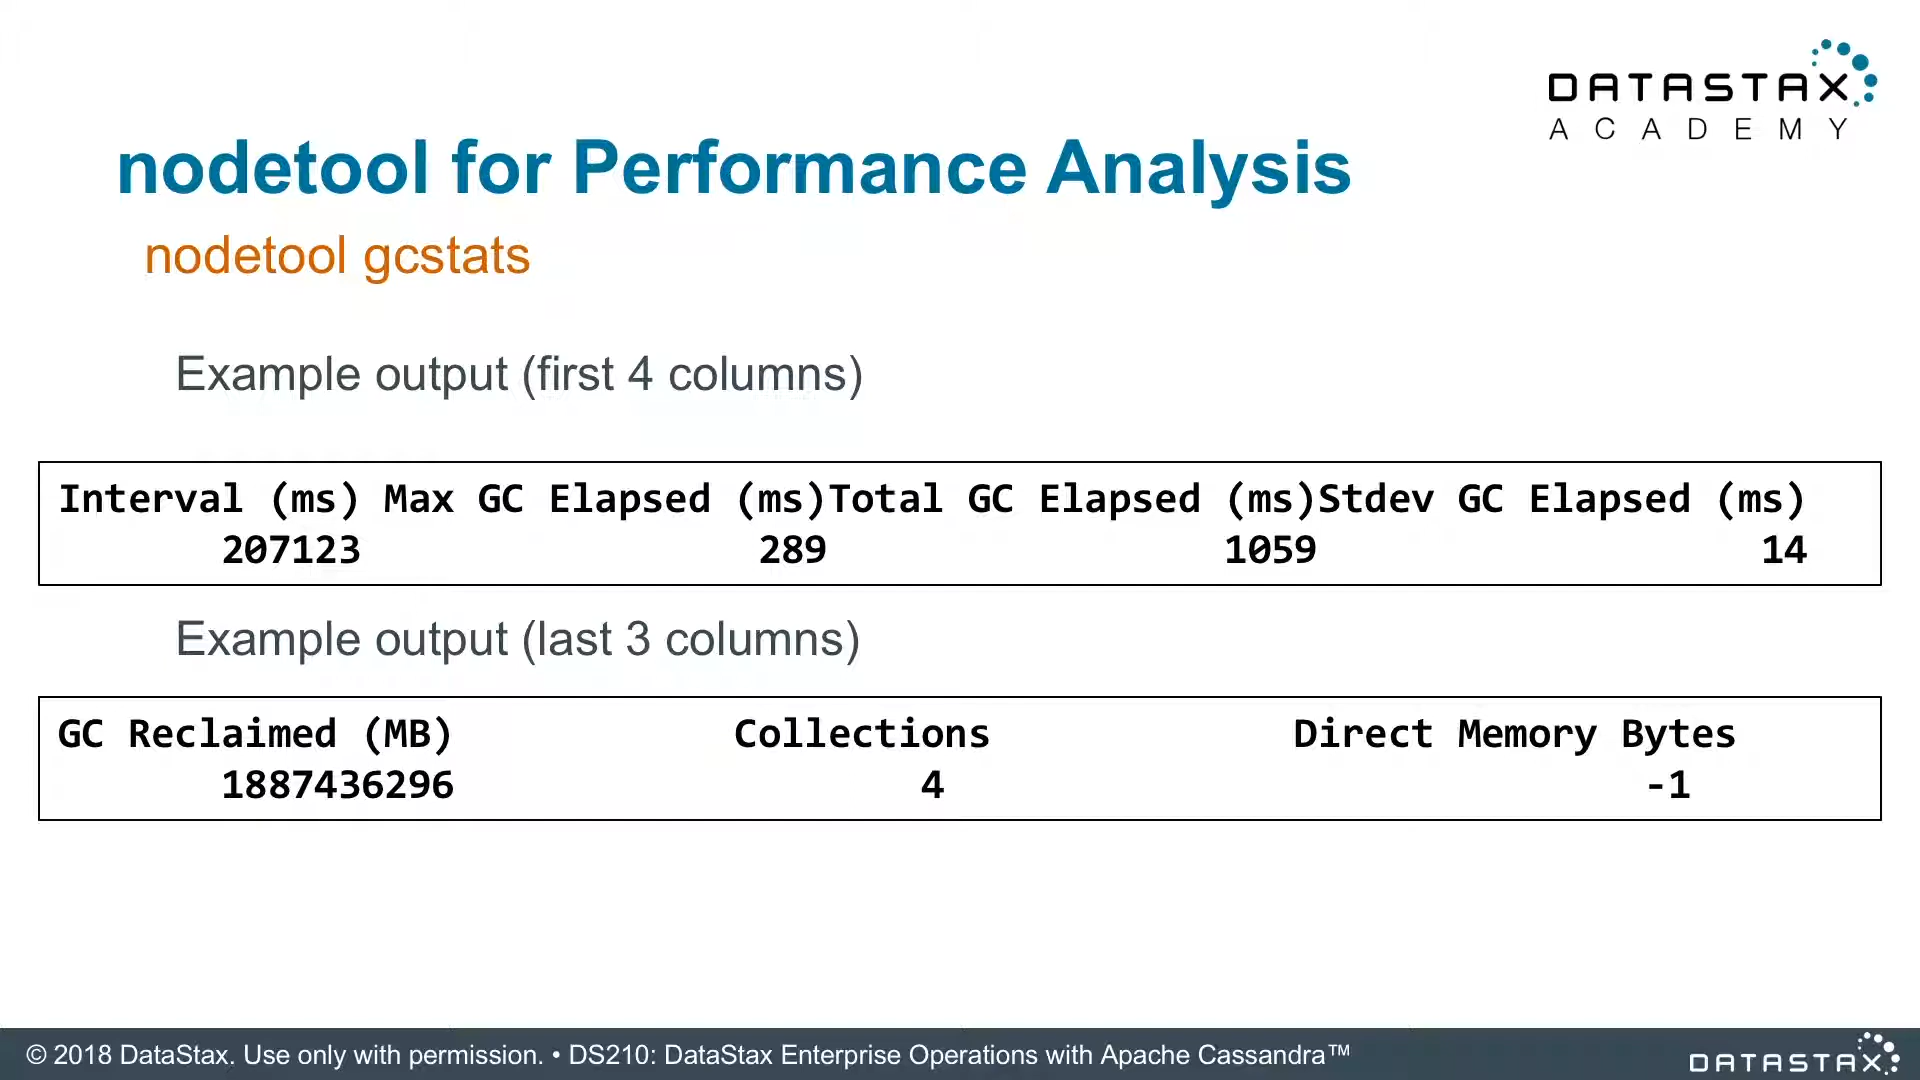 DATASTAX
ACADEMY
nodetool for Performance Analysis
nodetool gcstats
Example output (first 4 columns)
Interval (ms) Max GC Elapsed (ms)Total GC Elapsed (ms)Stdev GC Elapsed (ms)
207123 289 1059 14
Example output (last 3 columns)
GC Reclaimed (MB) Collections Direct Memory Bytes
1887436296 4 -1
© 2018 DataStax. Use only with permission. • DS210: DataStax Enterprise Operations with Apache Cassandra™
DATASTAX